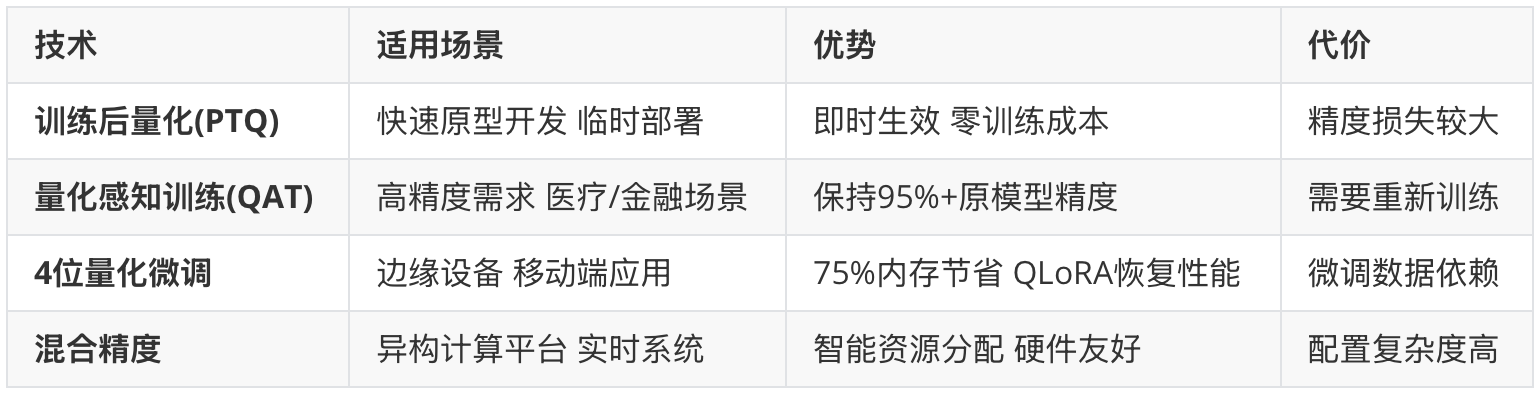 技术 适用场景 优势 代价
训练后量化(PTQ) 快速原型开发 临时部署 即时生效 零训练成本 精度损失较大
量化感知训练(QAT) 高精度需求 医疗/金融场景 保持95%+原模型精度 需要重新训练
4位量化微调 边缘设备 移动端应用 75%内存节省 QLoRA恢复性能 微调数据依赖
混合精度 异构计算平台 实时系统 智能资源分配 硬件友好 配置复杂度高